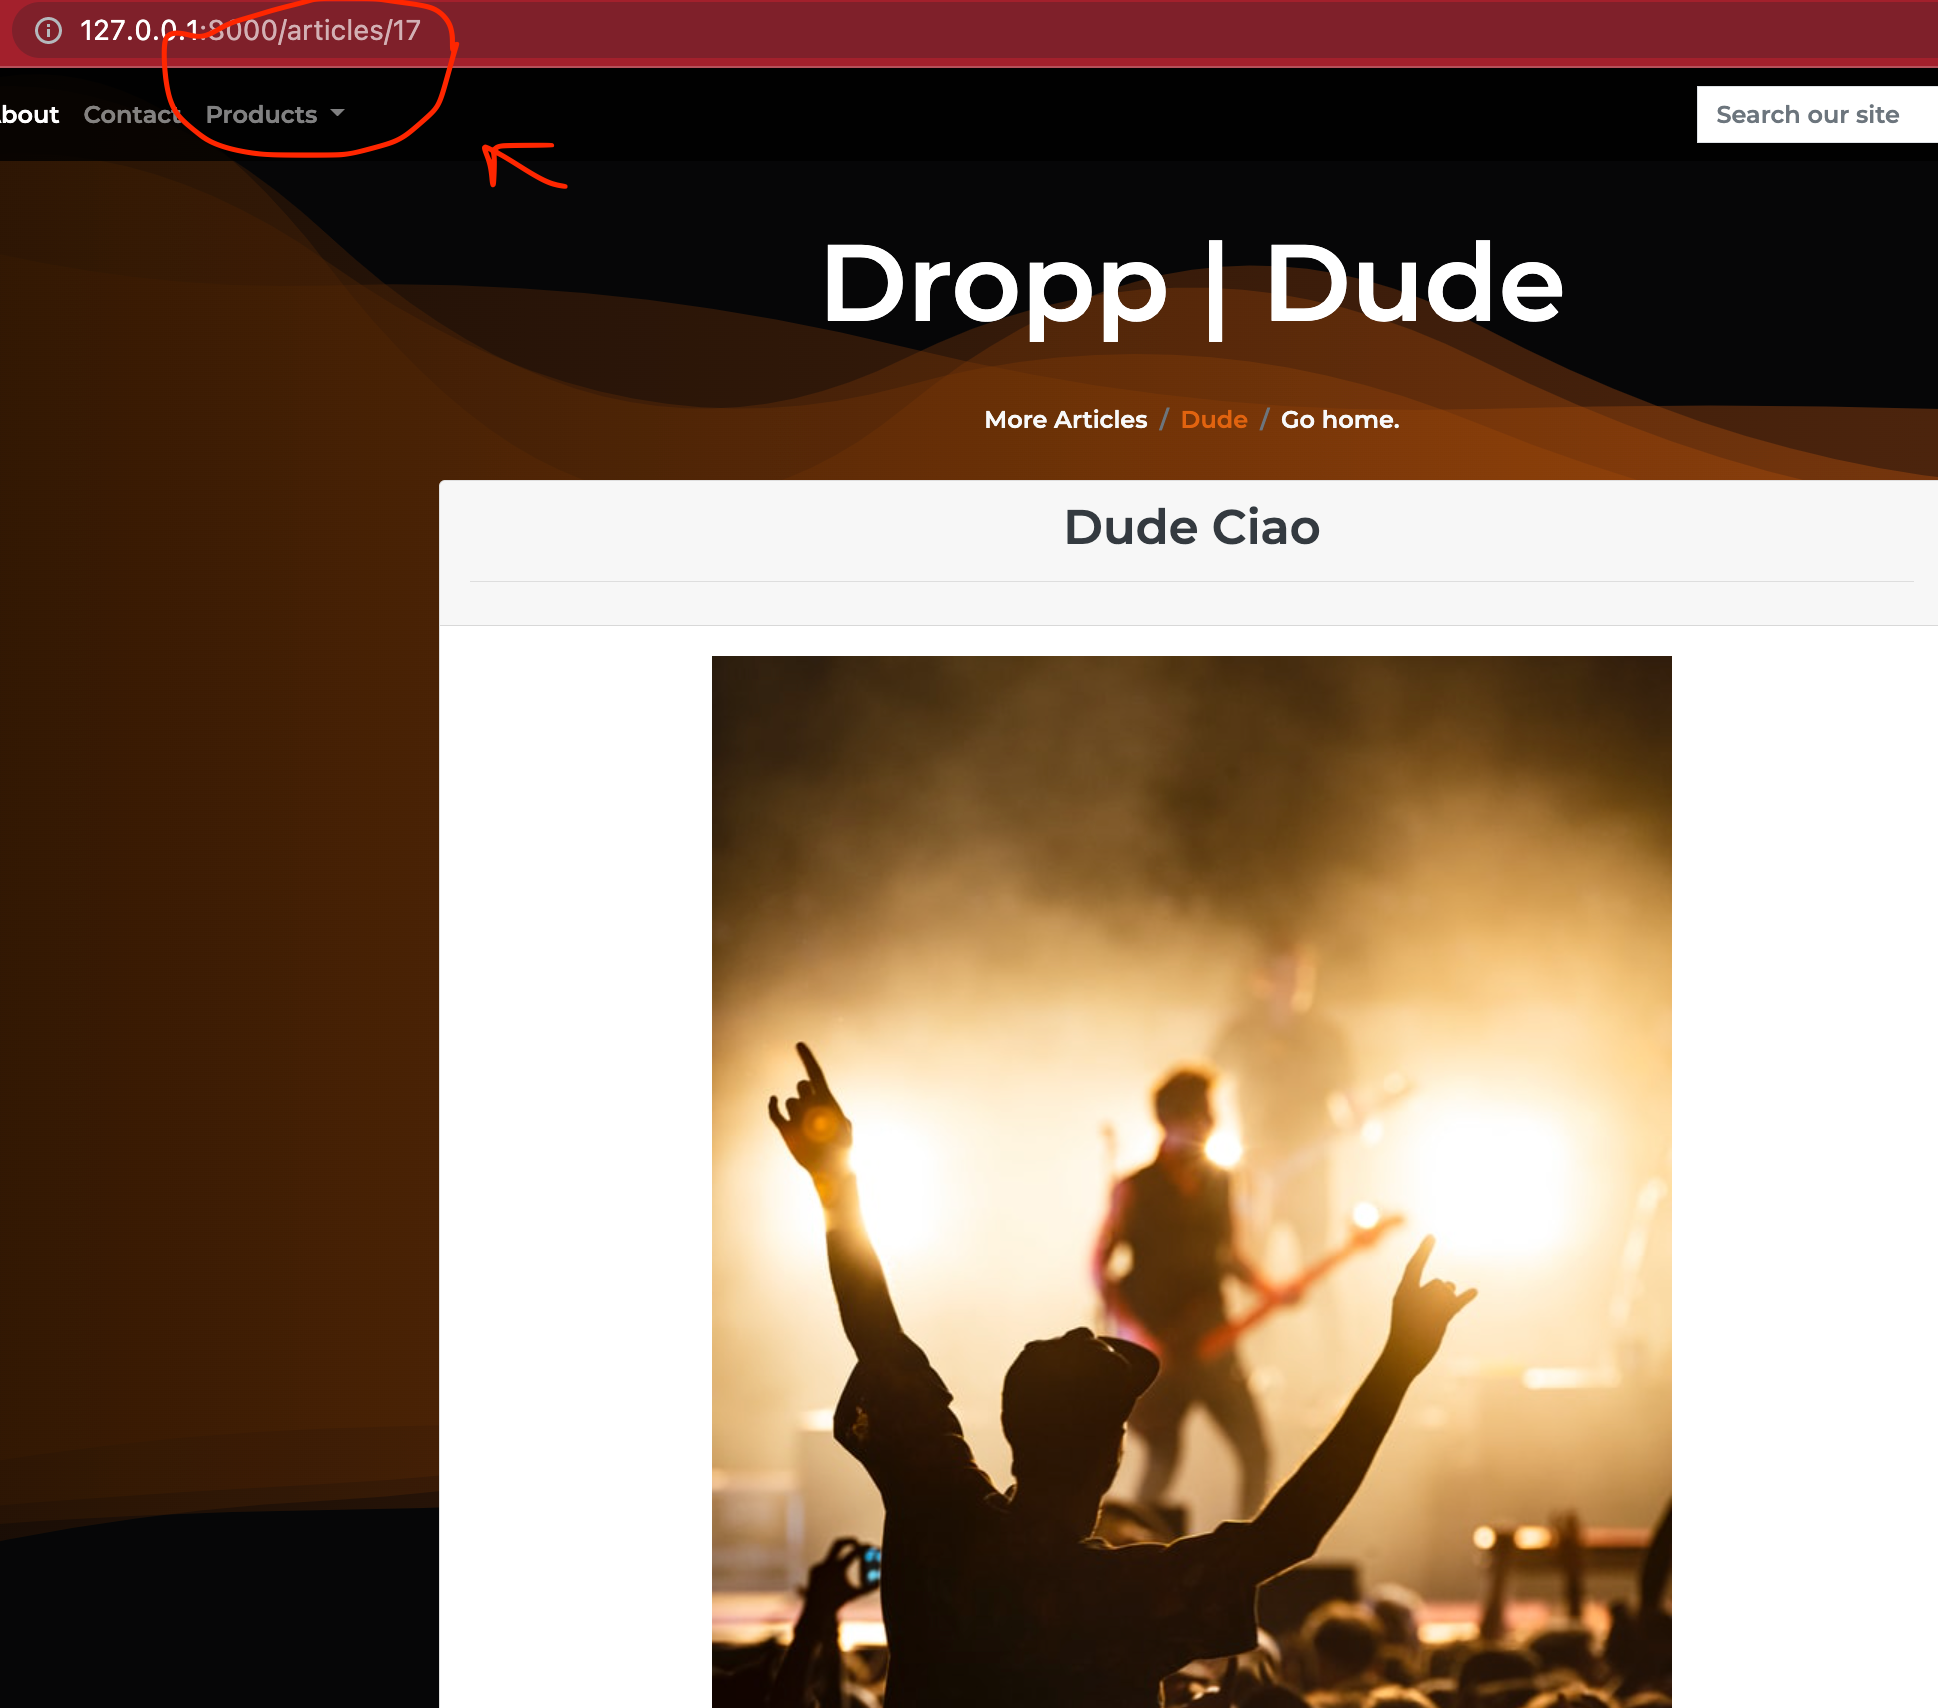 127.0.0.1:8000/articles/17
bout Contact Products Search our site
Dropp | Dude
More Articles / Dude / Go home.
Dude Ciao